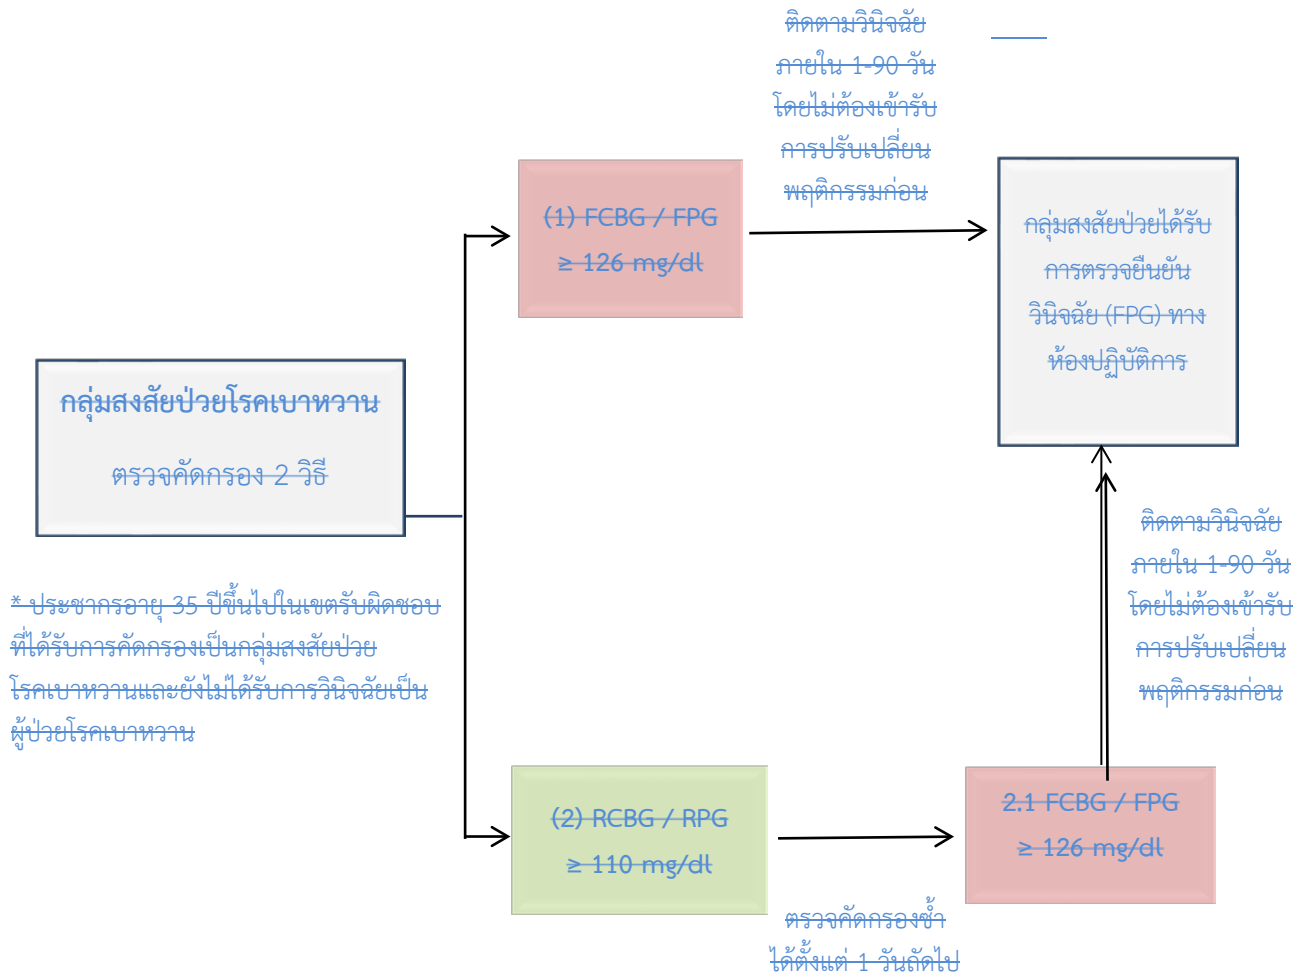 ติดตามวินิจฉัย
ภายใน 1-90 วัน
โดยไม่ต้องเข้ารับ
การปรับเปลี่ยน
พฤติกรรมก่อน
(1) FCBG / FPG
≥ 126 mg/dl
กลุ่มสงสัยป่วยได้รับ
การตรวจยืนยัน
วินิจฉัย (FPG) ทาง
ห้องปฏิบัติการ
กลุ่มสงสัยป่วยโรคเบาหวาน
ตรวจคัดกรอง 2 วิธี
* ประชากรอายุ 35 ปีขึ้นไปในเขตรับผิดชอบ
ที่ได้รับการคัดกรองเป็นกลุ่มสงสัยป่วย
โรคเบาหวานและยังไม่ได้รับการวินิจฉัยเป็น
ผู้ป่วยโรคเบาหวาน
ติดตามวินิจฉัย
ภายใน 1-90 วัน
โดยไม่ต้องเข้ารับ
การปรับเปลี่ยน
พฤติกรรมก่อน
(2) RCBG / RPG
≥ 110 mg/dl
2.1 FCBG / FPG
≥ 126 mg/dl
ตรวจคัดกรองซ้ำ
ได้ตั้งแต่ 1 วันถัดไป